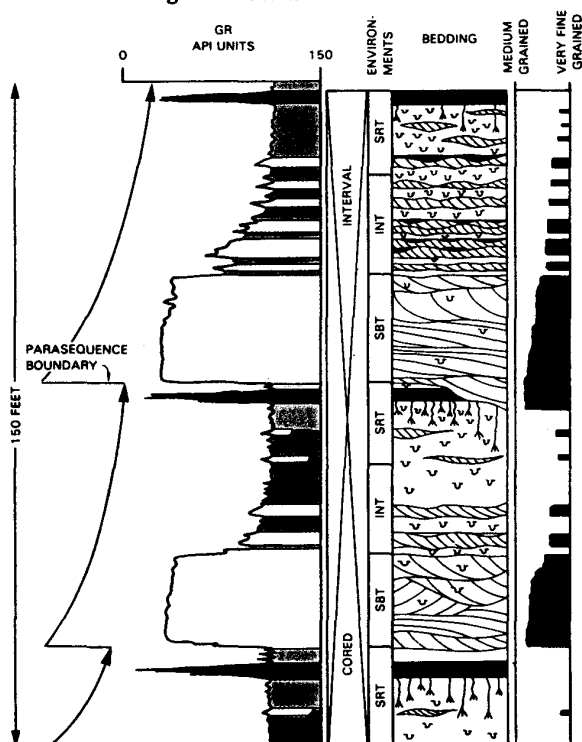 GR
API UNITS
0
150
ENVIRON-
MENTS
BEDDING
MEDIUM
GRAINED
VERY FINE
GRAINED
SRT
INTERVAL
INT
SBT
PARASEQUENCE
BOUNDARY
150 FEET
SRT
INT
SBT
CORED
SRT